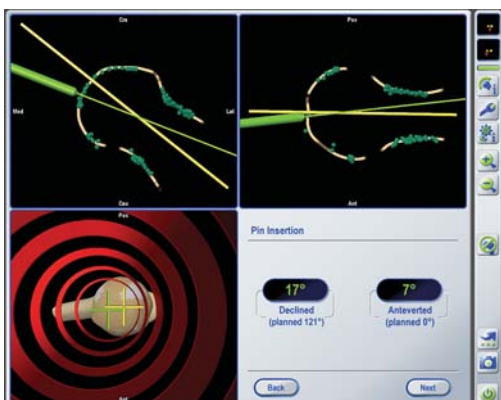 Cra
Med
Lat
Cau
Pos
Ant
Pos
Pin Insertion
17°
Declined
(planned 121°)
7°
Anteverted
(planned 0°)
Back
Next